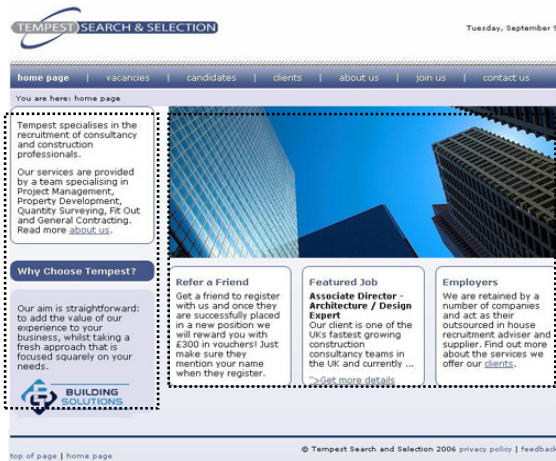 TEMPEST SEARCH & SELECTION
Tuesday, September 9
home page | vacancies | candidates | clients | about us | join us | contact us
You are here: home page
Tempest specialises in the
recruitment of consultancy
and construction
professionals.
Our services are provided
by a team specialising in
Project Management,
Property Development,
Quantity Surveying, Fit Out
and General Contracting.
Read more about us.
Why Choose Tempest?
Our aim is straightforward:
to add the value of our
experience to your
business, whilst taking a
fresh approach that is
focused squarely on your
needs.
BUILDING
SOLUTIONS
Refer a Friend
Get a friend to register
with us and once they
are successfully placed
in a new position we
will reward you with
£300 in vouchers! Just
make sure they
mention your name
when they register.
Featured Job
Associate Director -
Architecture / Design
Expert
Our client is one of the
UKs fastest growing
construction
consultancy teams in
the UK and currently ...
">Get more details
Employers
We are retained by a
number of companies
and act as their
outsourced in house
recruitment adviser and
supplier. Find out more
about the services we
offer our clients.
© Tempest Search and Selection 2006 privacy policy | feedback
top of page | home page